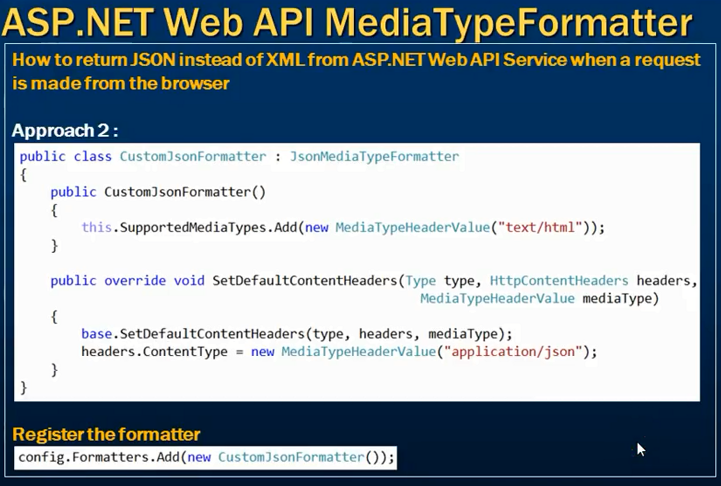 ASP.NET Web API MediaTypeFormatter
How to return JSON instead of XML from ASP.NET Web API Service when a request
is made from the browser
Approach 2 :
public class CustomJsonFormatter : JsonMediaTypeFormatter
{
    public CustomJsonFormatter()
    {
        this.SupportedMediaTypes.Add(new MediaTypeHeaderValue("text/html"));
    }
    public override void SetDefaultContentHeaders(Type type, HttpContentHeaders headers,
                                                    MediaTypeHeaderValue mediaType)
    {
        base.SetDefaultContentHeaders(type, headers, mediaType);
        headers.ContentType = new MediaTypeHeaderValue("application/json");
    }
}
Register the formatter
config.Formatters.Add(new CustomJsonFormatter());